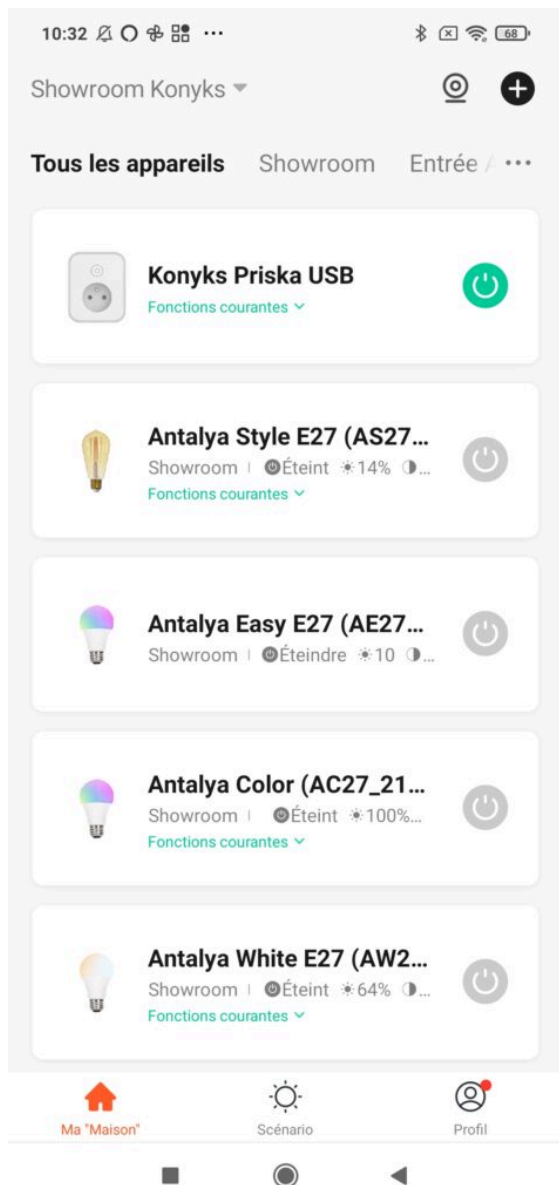 10:32 ... 68
Showroom Konyks
Tous les appareils Showroom Entrée ...
Konyks Priska USB
Fonctions courantes
Antalya Style E27 (AS27...
Showroom | Éteint 14% ...
Fonctions courantes
Antalya Easy E27 (AE27...
Showroom | Éteindre 10 ...
Antalya Color (AC27_21...
Showroom | Éteint 100%...
Fonctions courantes
Antalya White E27 (AW2...
Showroom | Éteint 64% ...
Fonctions courantes
Ma "Maison" Scénario Profil